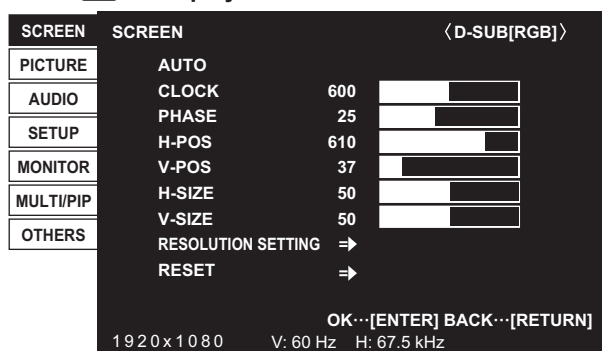 SCREEN
PICTURE
AUDIO
SETUP
MONITOR
MULTI/PIP
OTHERS
SCREEN 〈D-SUB[RGB]〉
AUTO
CLOCK 600
PHASE 25
H-POS 610
V-POS 37
H-SIZE 50
V-SIZE 50
RESOLUTION SETTING
RESET
OK···[ENTER] BACK···[RETURN]
1920x1080 V: 60 Hz H: 67.5 kHz